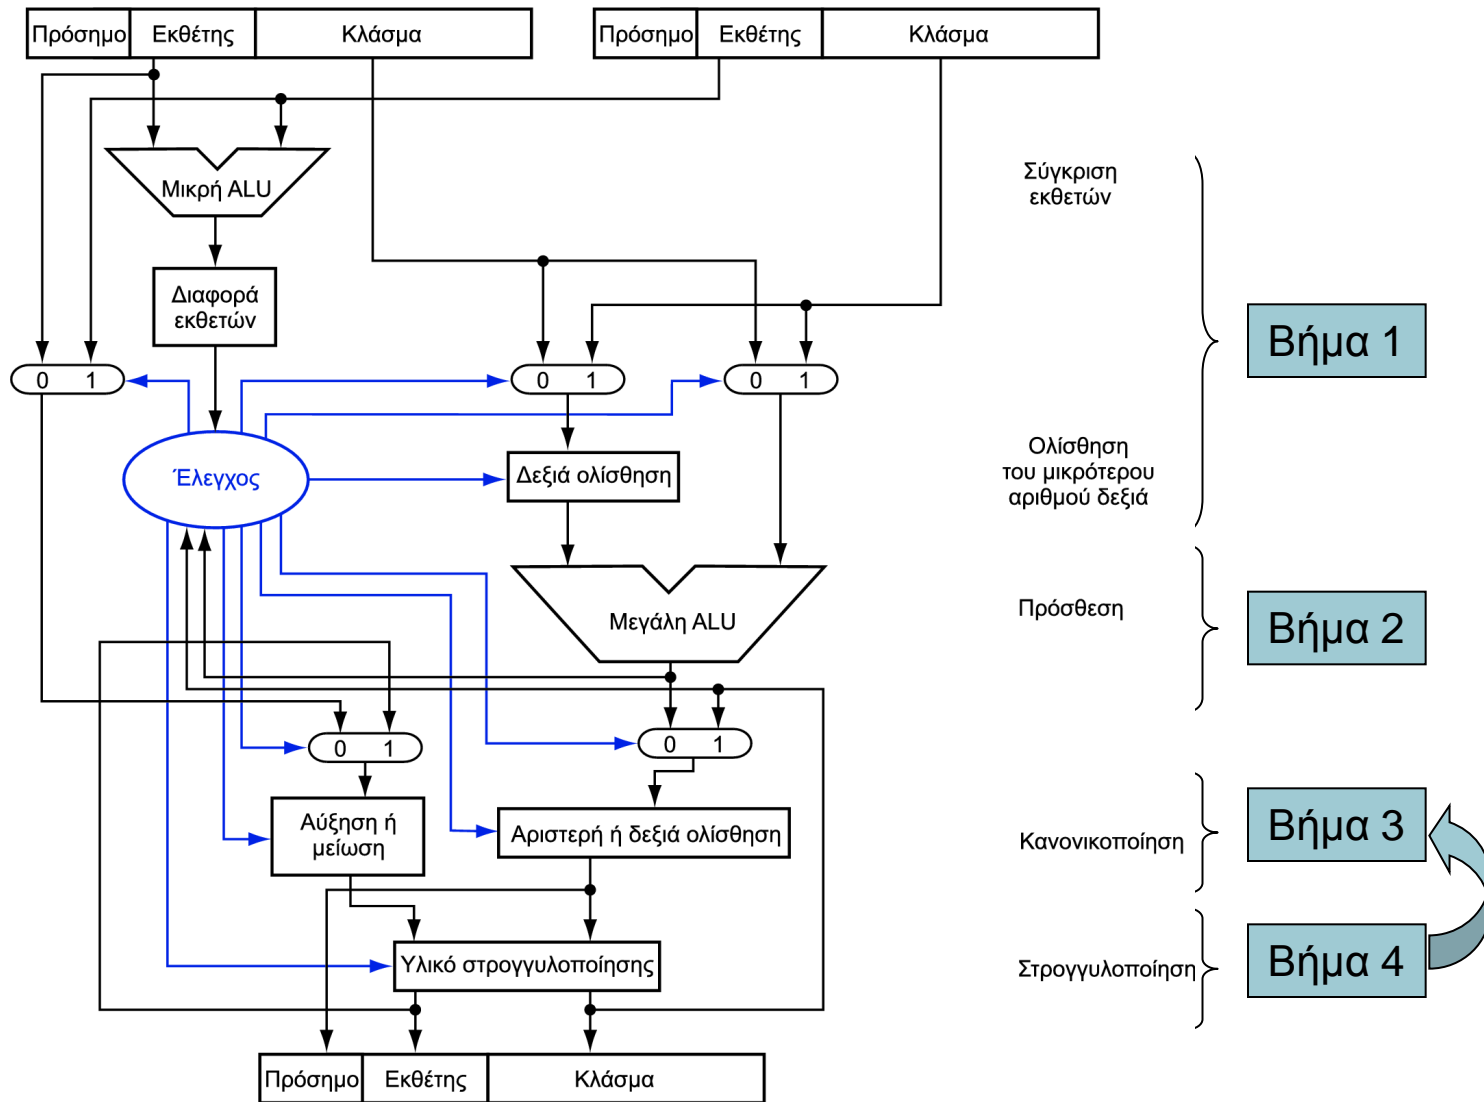 Πρόσημο Εκθέτης Κλάσμα Πρόσημο Εκθέτης Κλάσμα
Μικρή ALU
Σύγκριση
εκθετών
Διαφορά
εκθετών
Βήμα 1
0 1 0 1 0 1
Έλεγχος
Δεξιά ολίσθηση
Ολίσθηση
του μικρότερου
αριθμού δεξιά
Μεγάλη ALU
Πρόσθεση
Βήμα 2
0 1 0 1
Αύξηση ή
μείωση
Αριστερή ή δεξιά ολίσθηση
Κανονικοποίηση
Βήμα 3
Υλικό στρογγυλοποίησης
Στρογγυλοποίηση
Βήμα 4
Πρόσημο Εκθέτης Κλάσμα